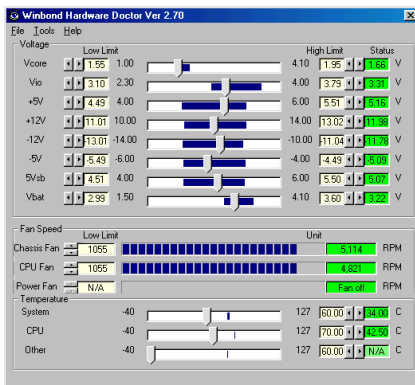 Winbond Hardware Doctor Ver 2.70
File Tools Help
Voltage
Low Limit High Limit Status
Vcore 1.55 1.00 4.10 1.95 1.66 V
Vio 3.10 2.30 4.00 3.79 3.31 V
+5V 4.49 4.00 6.00 5.51 5.16 V
+12V 11.01 10.00 14.00 13.02 11.98 V
-12V -13.01 -14.00 -10.00 -11.04 -11.78 V
-5V -5.49 -6.00 -4.00 -4.49 -5.09 V
5Vsb 4.51 4.00 6.00 5.50 5.07 V
Vbat 2.99 1.50 4.10 3.60 3.22 V
Fan Speed
Low Limit Unit
Chassis Fan 1055 5,114 RPM
CPU Fan 1055 4,821 RPM
Power Fan N/A Fan off RPM
Temperature
System -40 127 60.00 34.00 C
CPU -40 127 70.00 42.50 C
Other -40 127 60.00 N/A C